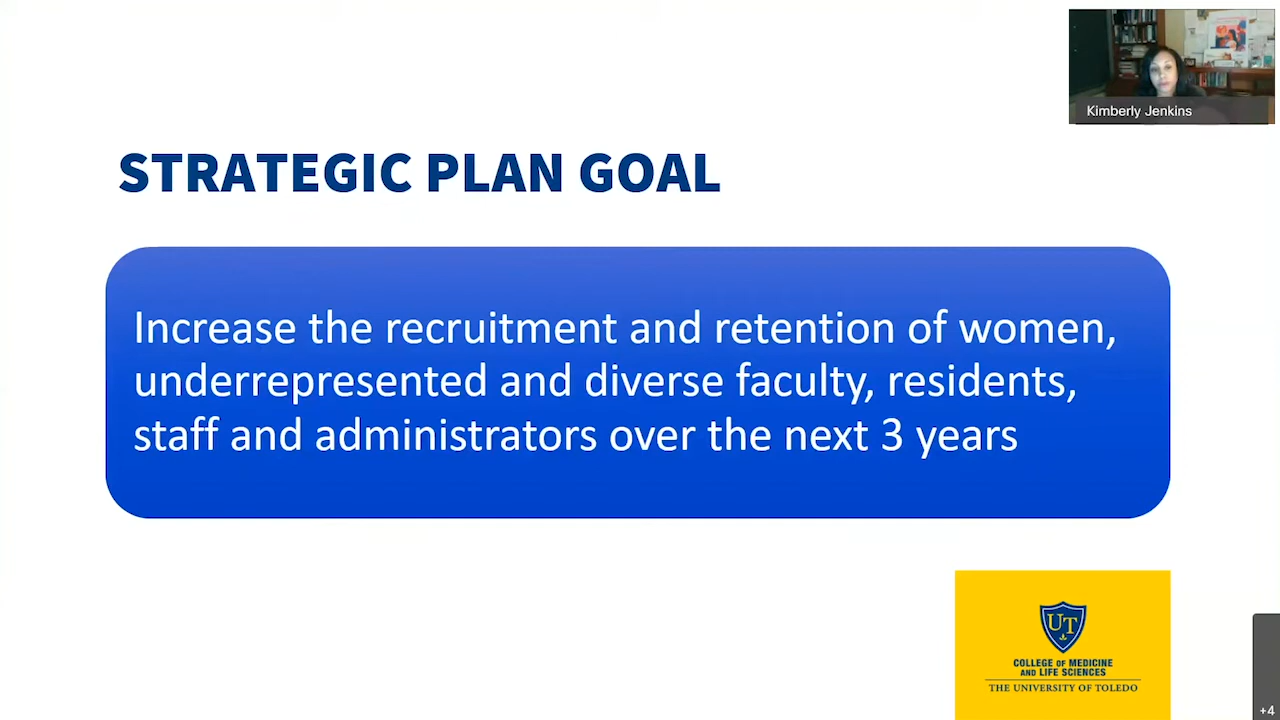 Kimberly Jenkins
STRATEGIC PLAN GOAL
Increase the recruitment and retention of women,
underrepresented and diverse faculty, residents,
staff and administrators over the next 3 years
UT
COLLEGE OF MEDICINE
AND LIFE SCIENCES
THE UNIVERSITY OF TOLEDO
+4